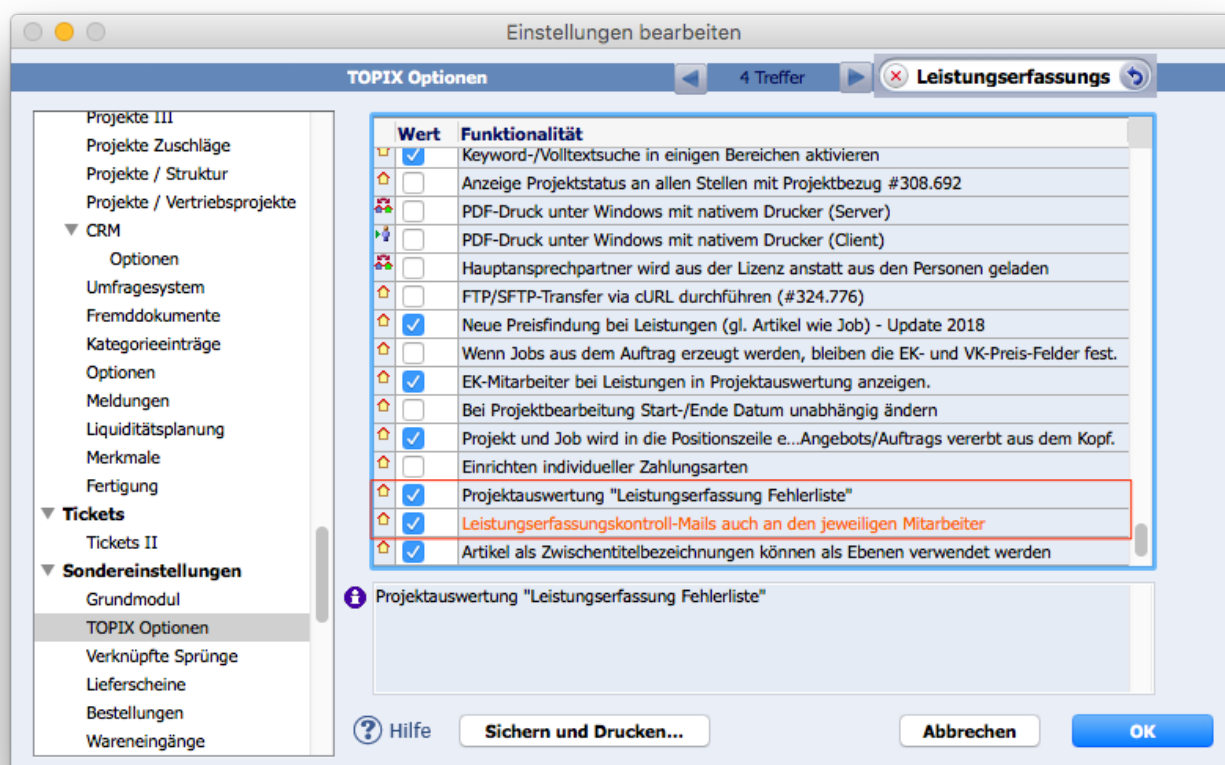 Einstellungen bearbeiten
TOPIX Optionen
4 Treffer
Leistungserfassungs
Projekte III
Projekte Zuschläge
Projekte / Struktur
Projekte / Vertriebsprojekte
CRM
Optionen
Umfragesystem
Fremddokumente
Kategorieeinträge
Optionen
Meldungen
Liquiditätsplanung
Merkmale
Fertigung
Tickets
Tickets II
Sondereinstellungen
Grundmodul
TOPIX Optionen
Verknüpfte Sprünge
Lieferscheine
Bestellungen
Wareneingänge
Wert Funktionalität
Keyword-/Volltextsuche in einigen Bereichen aktivieren
Anzeige Projektstatus an allen Stellen mit Projektbezug #308.692
PDF-Druck unter Windows mit nativem Drucker (Server)
PDF-Druck unter Windows mit nativem Drucker (Client)
Hauptansprechpartner wird aus der Lizenz anstatt aus den Personen geladen
FTP/SFTP-Transfer via cURL durchführen (#324.776)
Neue Preisfindung bei Leistungen (gl. Artikel wie Job) - Update 2018
Wenn Jobs aus dem Auftrag erzeugt werden, bleiben die EK- und VK-Preis-Felder fest.
EK-Mitarbeiter bei Leistungen in Projektauswertung anzeigen.
Bei Projektbearbeitung Start-/Ende Datum unabhängig ändern
Projekt und Job wird in die Positionszeile e...Angebots/Auftrags vererbt aus dem Kopf.
Einrichten individueller Zahlungsarten
Projektauswertung "Leistungserfassung Fehlerliste"
Leistungserfassungskontroll-Mails auch an den jeweiligen Mitarbeiter
Artikel als Zwischentitelbezeichnungen können als Ebenen verwendet werden
Projektauswertung "Leistungserfassung Fehlerliste"
? Hilfe
Sichern und Drucken...
Abbrechen
OK